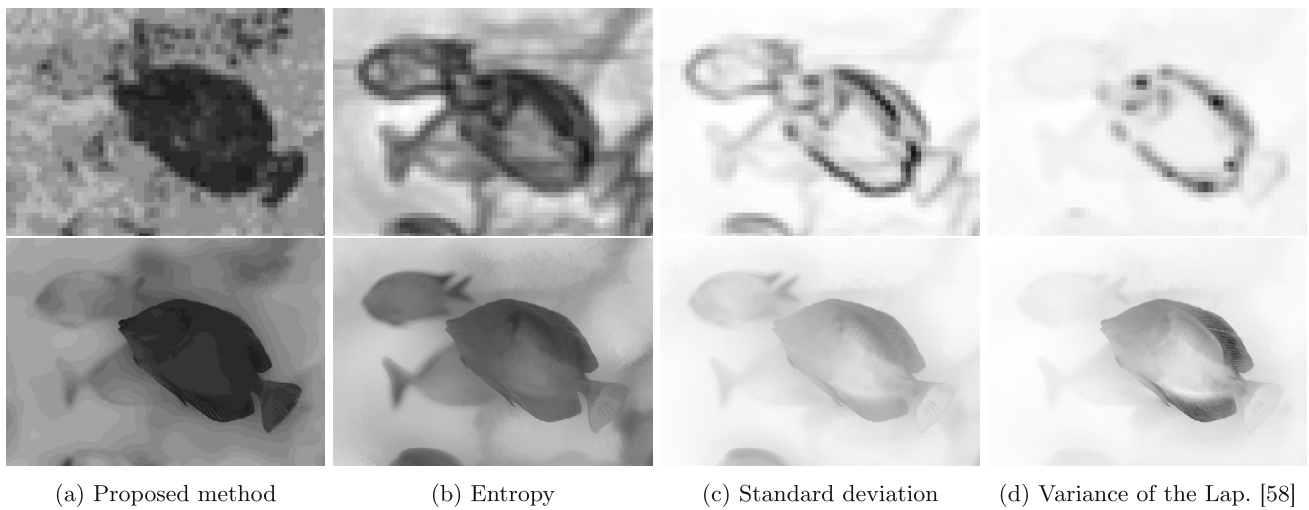 (a) Proposed method
(b) Entropy
(c) Standard deviation
(d) Variance of the Lap. [58]